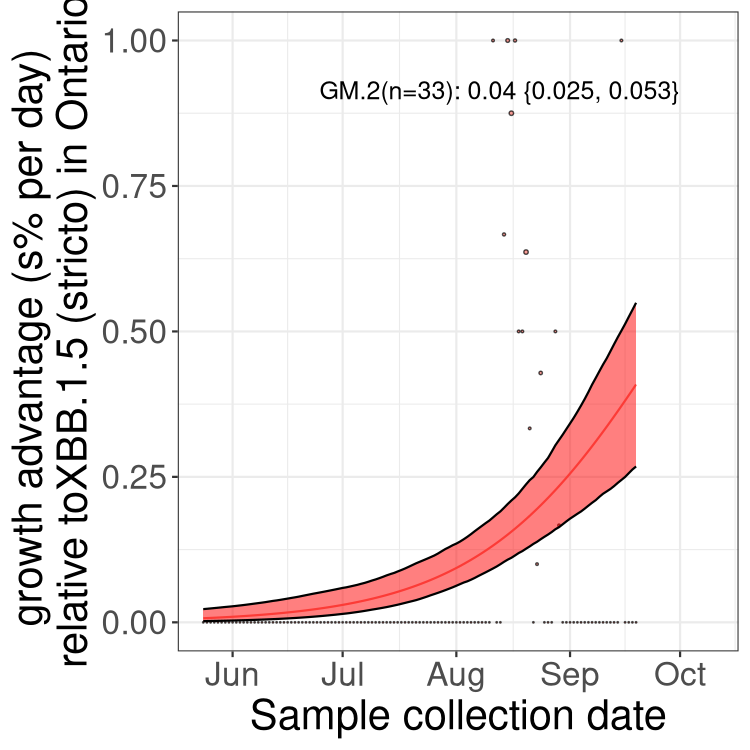 growth advantage (s% per day)
relative toXBB.1.5 (stricto) in Ontario
1.00
0.75
0.50
0.25
0.00
GM.2(n=33): 0.04 {0.025, 0.053}
Jun Jul Aug Sep Oct
Sample collection date